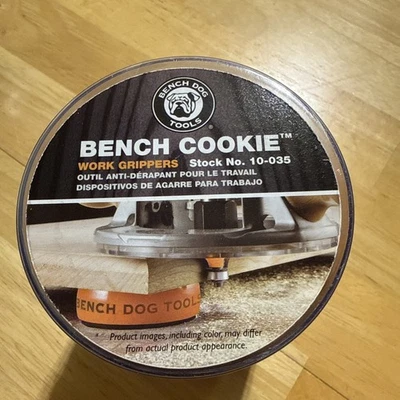 BENCH DOG
TOOLS
®
BENCH COOKIE™
WORK GRIPPERS Stock No. 10-035
OUTIL ANTI-DÉRAPANT POUR LE TRAVAIL
DISPOSITIVOS DE AGARRE PARA TRABAJO
BENCH DOG TOOLS
Product images, including color, may differ
from actual product appearance.